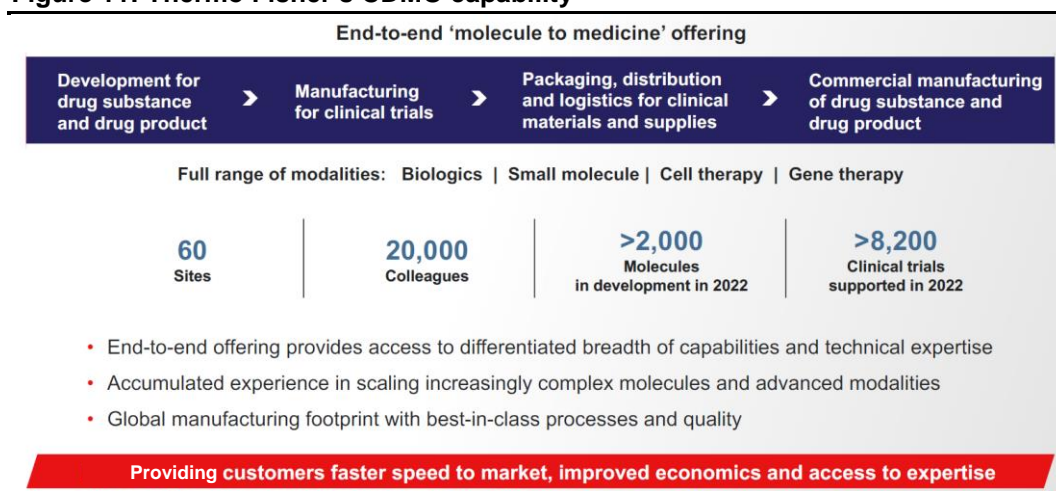 Figure Thermo Fisher's CDMO capability
End-to-end ‘molecule to medicine’ offering
Development for
drug substance
and drug product
Manufacturing
for clinical trials
Packaging, distribution
and logistics for clinical
materials and supplies
Commercial manufacturing
of drug substance and
drug product
Full range of modalities: Biologics | Small molecule | Cell therapy | Gene therapy
60
Sites
20,000
Colleagues
>2,000
Molecules
in development in 2022
>8,200
Clinical trials
supported in 2022
• End-to-end offering provides access to differentiated breadth of capabilities and technical expertise
• Accumulated experience in scaling increasingly complex molecules and advanced modalities
• Global manufacturing footprint with best-in-class processes and quality
Providing customers faster speed to market, improved economics and access to expertise